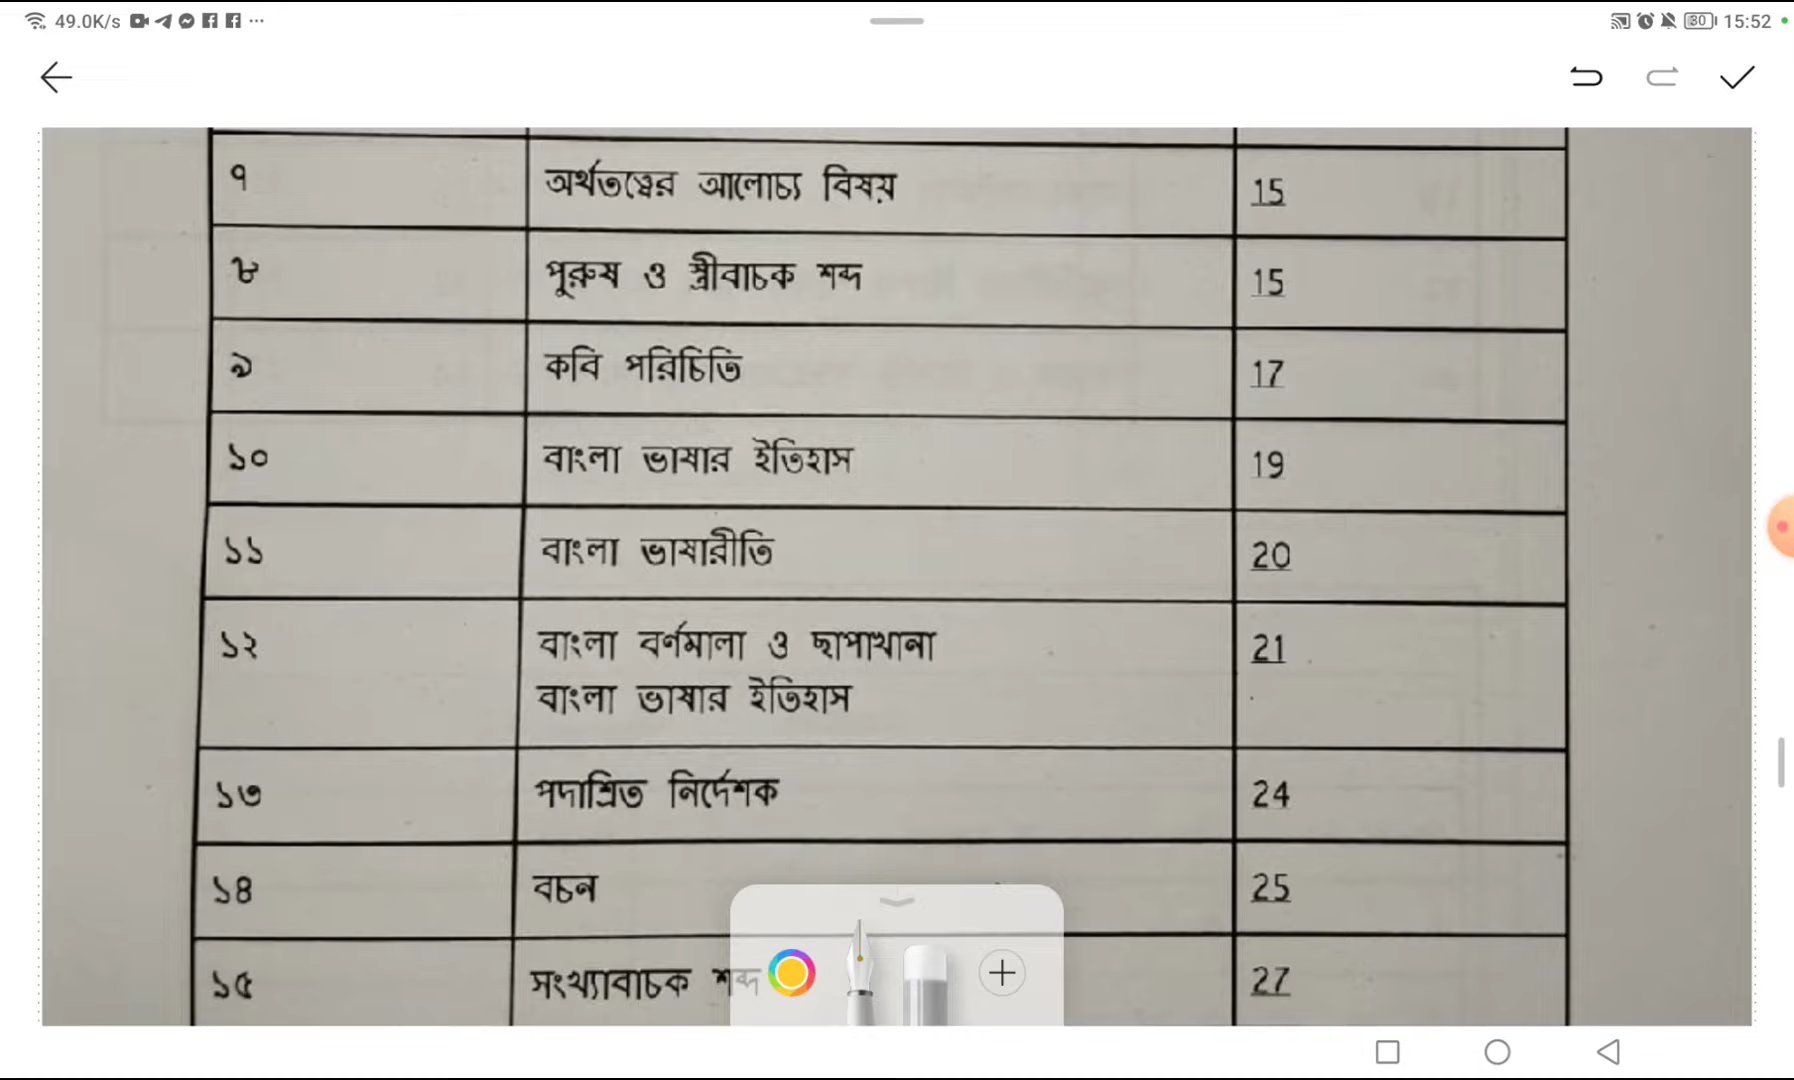 49.0K/s
80 15:52
৭ অর্থতত্ত্বের আলোচ্য বিষয় 15
৮ পুরুষ ও স্ত্রীবাচক শব্দ 15
৯ কবি পরিচিতি 17
১০ বাংলা ভাষার ইতিহাস 19
১১ বাংলা ভাষারীতি 20
১২ বাংলা বর্ণমালা ও ছাপাখানা 21
বাংলা ভাষার ইতিহাস
১৩ পদাশ্রিত নির্দেশক 24
১৪ বচন 25
১৫ সংখ্যাবাচক শব্দ 27